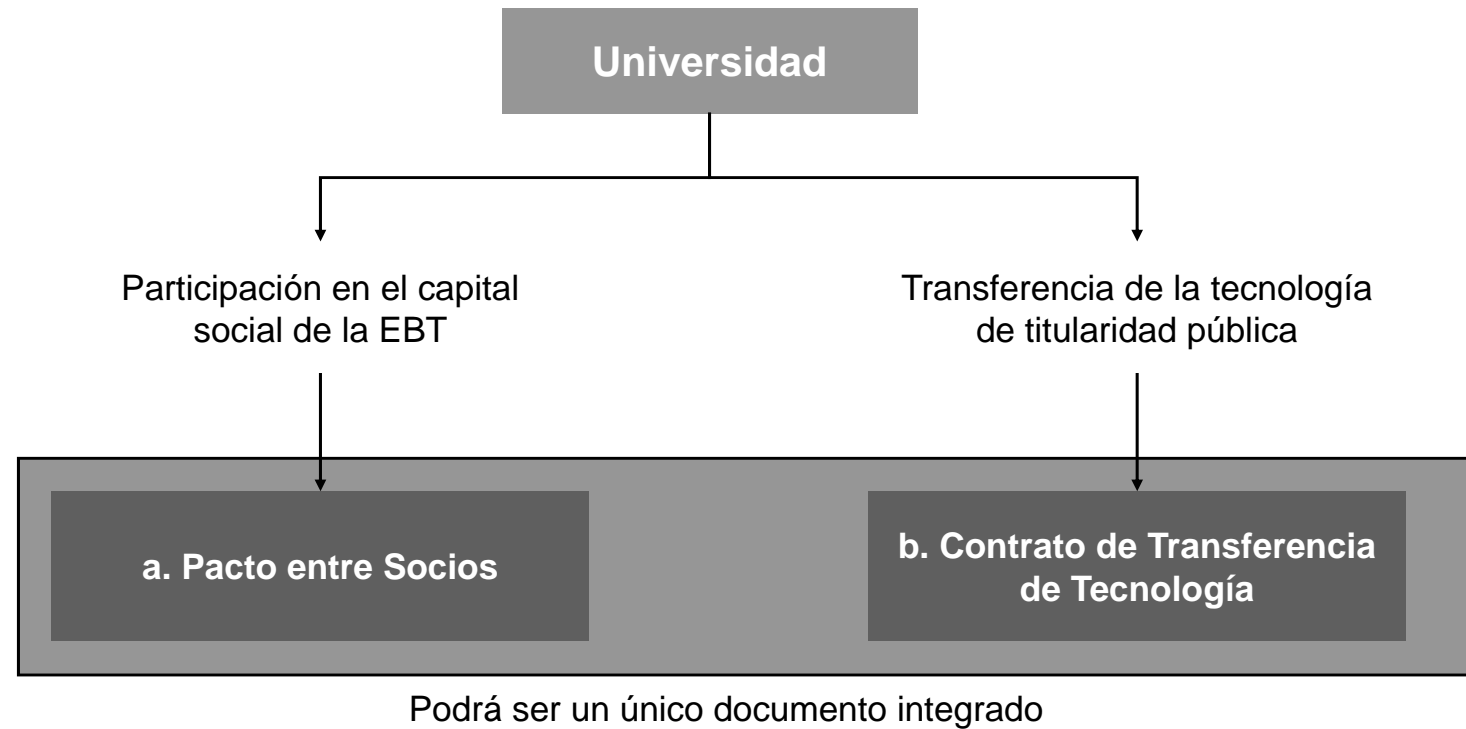 Universidad
Participación en el capital
social de la EBT
Transferencia de la tecnología
de titularidad pública
a. Pacto entre Socios
b. Contrato de Transferencia
de Tecnología
Podrá ser un único documento integrado